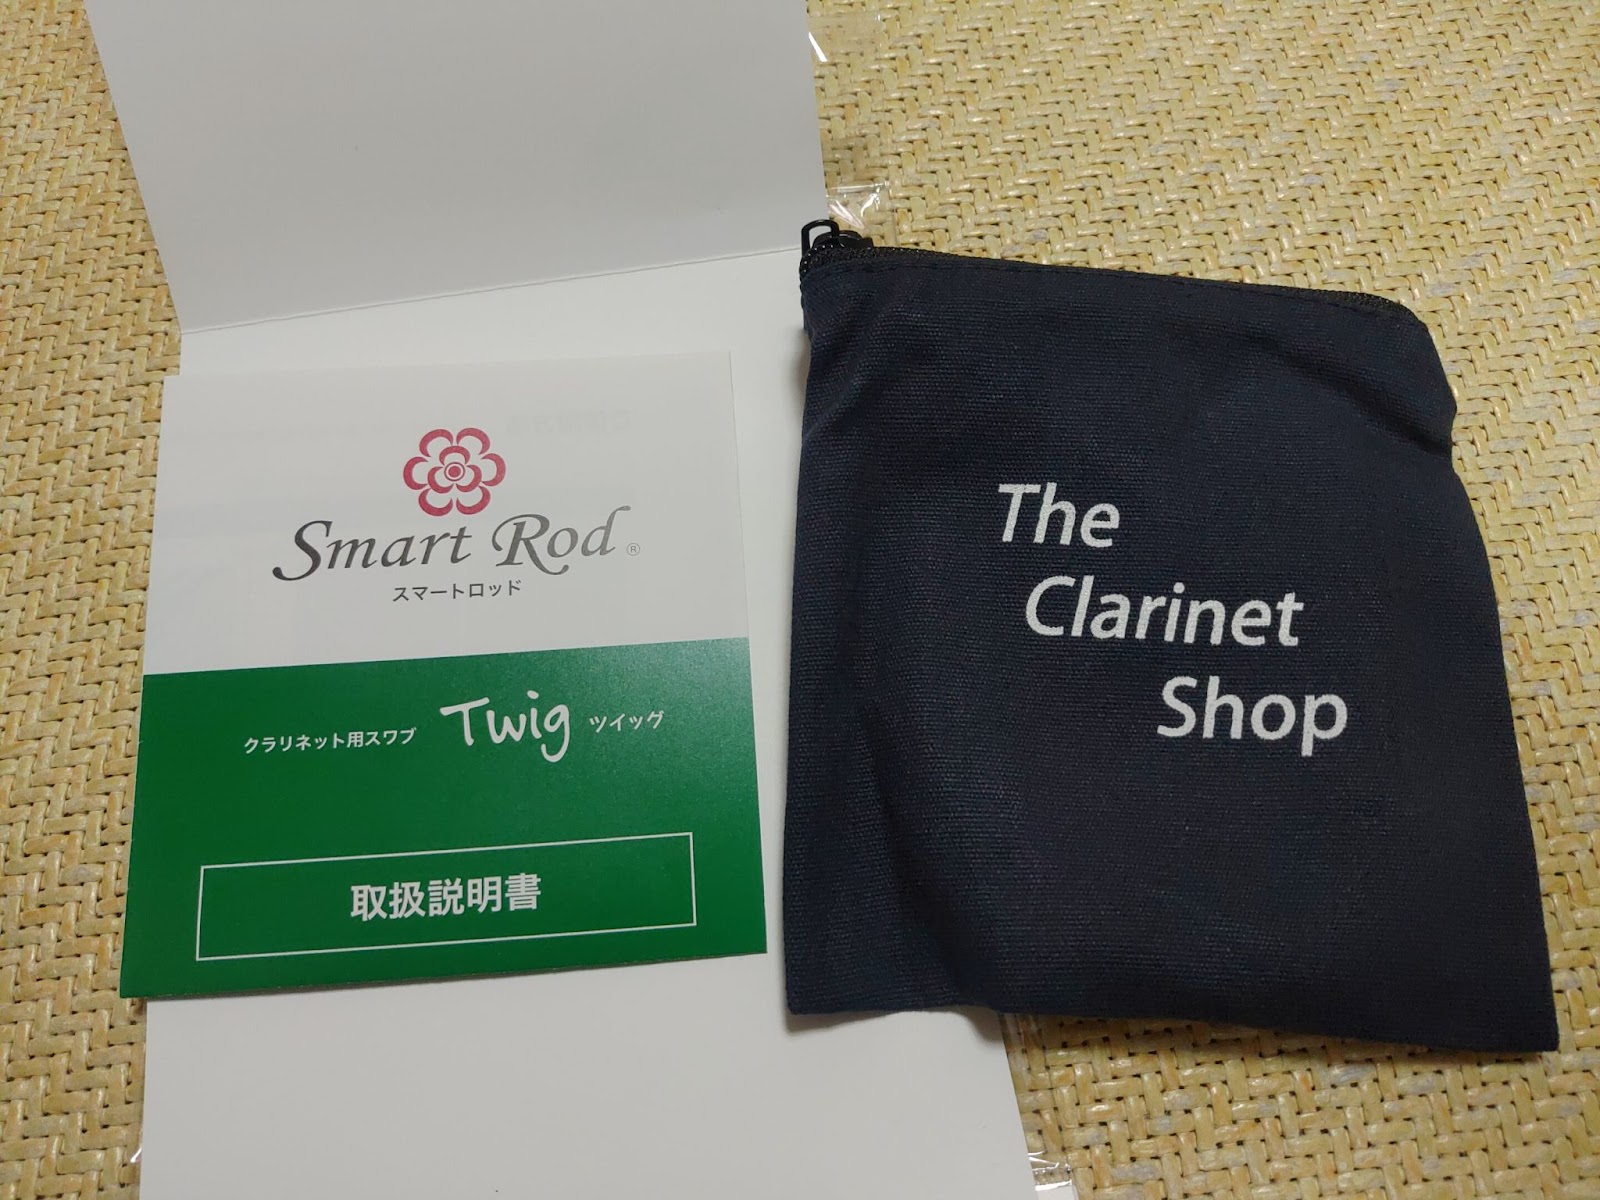 Smart Rod ®
スマートロッド
クラリネット用スワブ Twig ツイッグ
取扱説明書
The
Clarinet
Shop